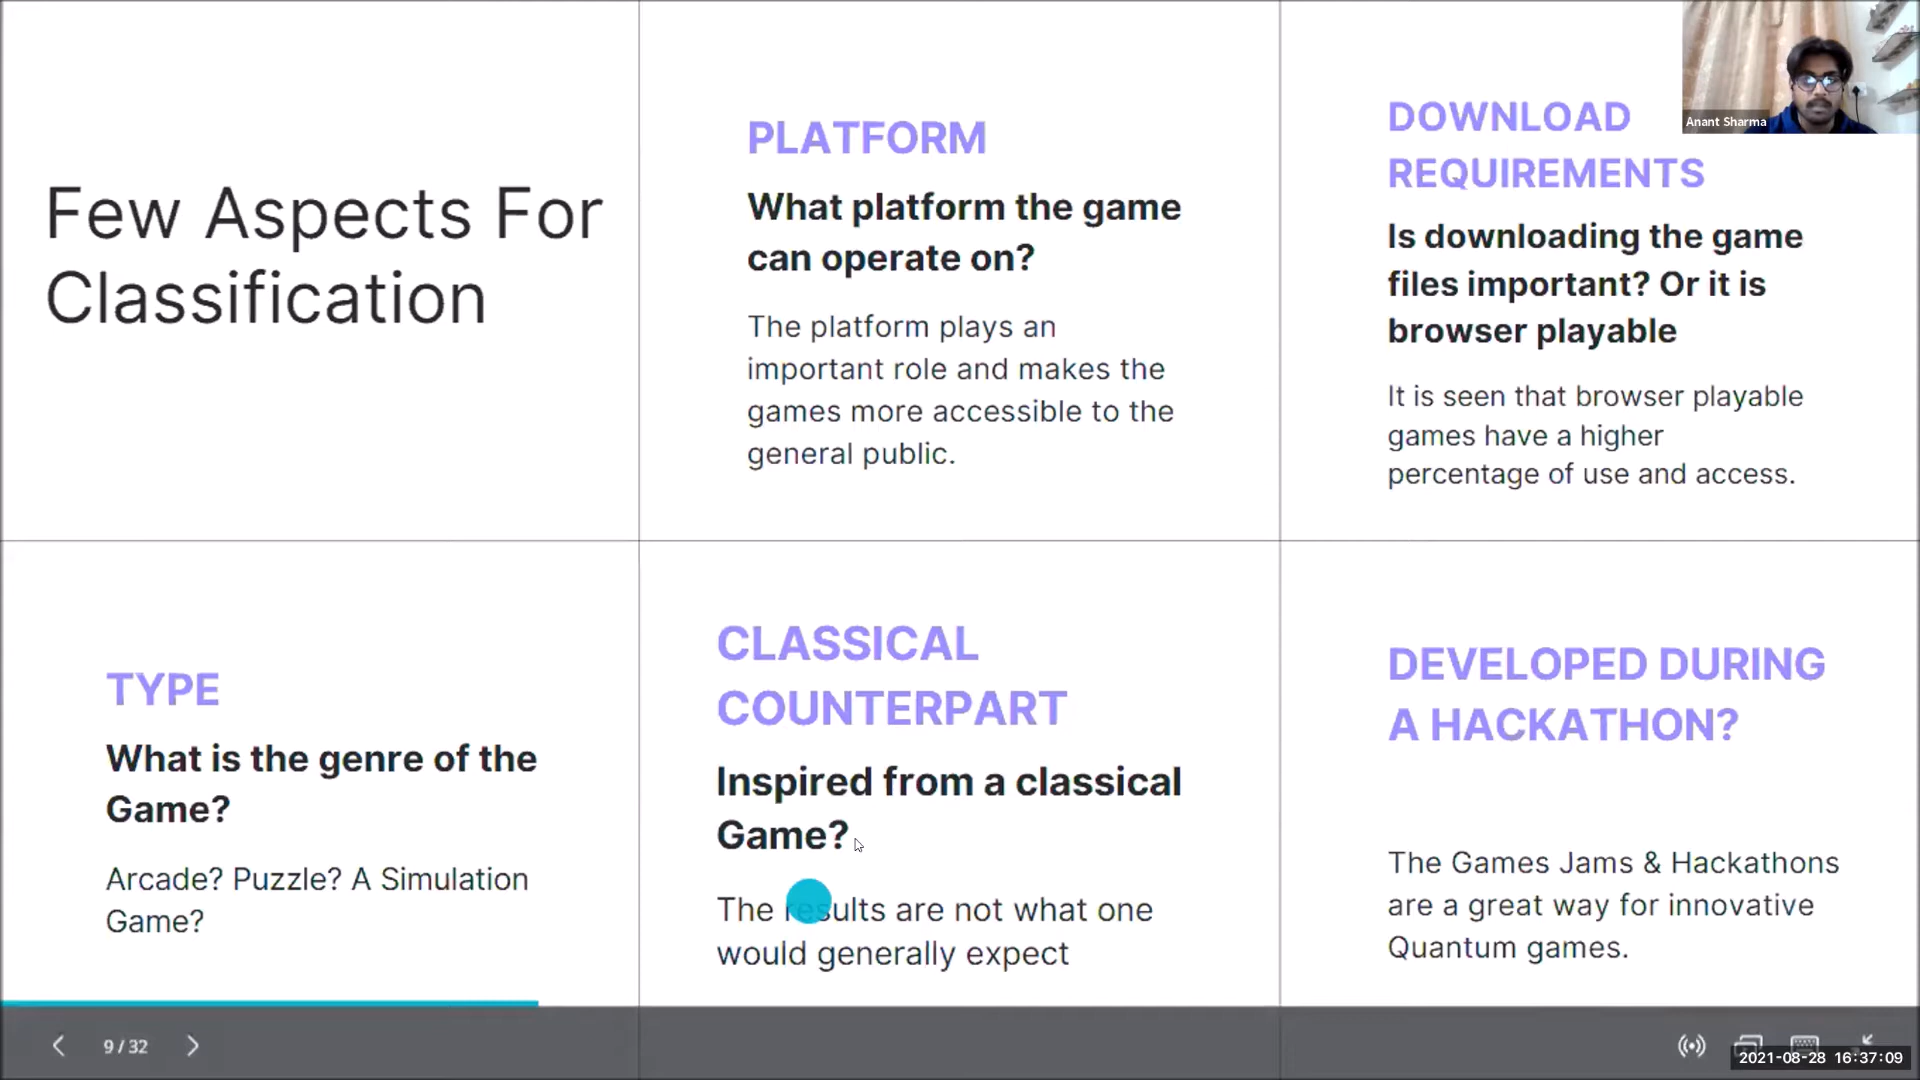 Few Aspects For
Classification
PLATFORM
What platform the game
can operate on?
The platform plays an
important role and makes the
games more accessible to the
general public.
DOWNLOAD
REQUIREMENTS
Is downloading the game
files important? Or it is
browser playable
It is seen that browser playable
games have a higher
percentage of use and access.
Anant Sharma
TYPE
What is the genre of the
Game?
Arcade? Puzzle? A Simulation
Game?
CLASSICAL
COUNTERPART
Inspired from a classical
Game?
The results are not what one
would generally expect
DEVELOPED DURING
A HACKATHON?
The Games Jams & Hackathons
are a great way for innovative
Quantum games.
9 / 32
2021-08-28 16:37:09